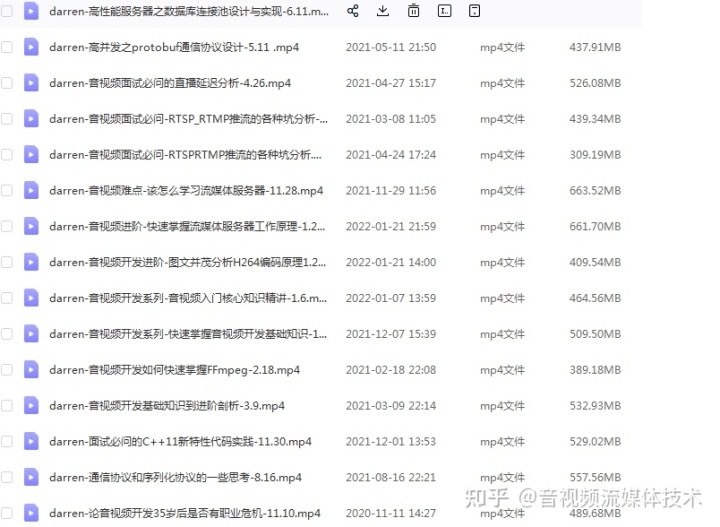 darren-高性能服务器之数据库连接池设计与实现-6.11.m...
darren-高并发之protobuf通信协议设计-5.11 .mp4 2021-05-11 21:50 mp4文件 437.91MB
darren-音视频面试必问的直播延迟分析-4.26.mp4 2021-04-27 15:17 mp4文件 526.08MB
darren-音视频面试必问-RTSP_RTMP推流的各种坑分析-... 2021-03-08 11:05 mp4文件 439.34MB
darren-音视频面试必问-RTSPRTMP推流的各种坑分析.... 2021-04-24 17:24 mp4文件 309.19MB
darren-音视频难点-该怎么学习流媒体服务器-11.28.mp4 2021-11-29 11:56 mp4文件 663.52MB
darren-音视频进阶-快速掌握流媒体服务器工作原理-1.2... 2022-01-21 21:59 mp4文件 661.70MB
darren-音视频开发进阶-图文并茂分析H264编码原理1.2... 2022-01-21 14:00 mp4文件 409.54MB
darren-音视频开发系列-音视频入门核心知识精讲-1.6.m... 2022-01-07 13:59 mp4文件 464.56MB
darren-音视频开发系列-快速掌握音视频开发基础知识-1... 2021-12-07 15:39 mp4文件 509.50MB
darren-音视频开发如何快速掌握FFmpeg-2.18.mp4 2021-02-18 22:08 mp4文件 389.18MB
darren-音视频开发基础知识到进阶剖析-3.9.mp4 2021-03-09 22:14 mp4文件 532.93MB
darren-面试必问的C++11新特性代码实践-11.30.mp4 2021-12-01 13:53 mp4文件 529.02MB
darren-通信协议和序列化协议的一些思考-8.16.mp4 2021-08-16 22:21 mp4文件 557.56MB
darren-论音视频开发35岁后是否有职业危机-11.10.mp4 2020-11-11 14:27 mp4文件 489.68MB
知乎 @音视频流媒体技术